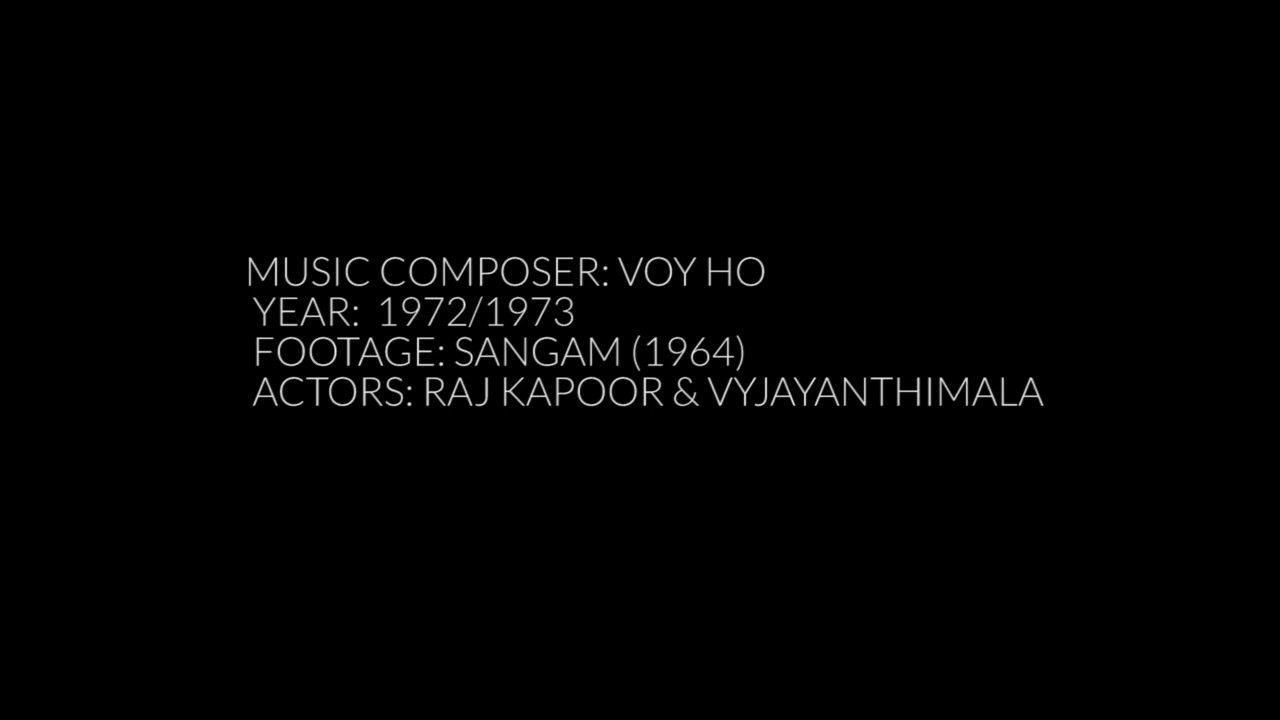 MUSIC COMPOSER: VOY HO
YEAR:  1972/1973
FOOTAGE: SANGAM (1964)
ACTORS: RAJ KAPOOR & VYJAYANTHIMALA